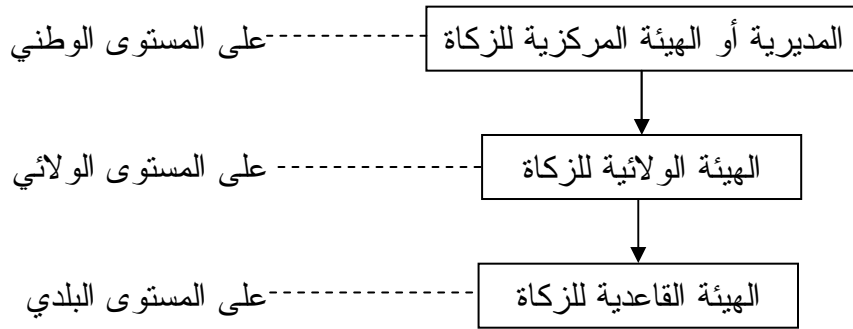 المديرية أو الهيئة المركزية للزكاة
على المستوى الوطني
الهيئة الولائية للزكاة
على المستوى الولائي
الهيئة القاعدية للزكاة
على المستوى البلدي